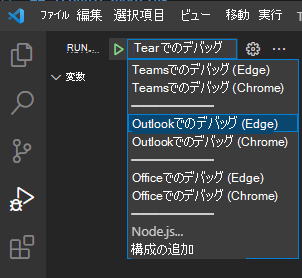 ファイル 編集 選択項目 ビュー 移動 実行
RUN... Tearでのデバッグ
変数
Teamsでのデバッグ (Edge)
Teamsでのデバッグ (Chrome)
Outlookでのデバッグ (Edge)
Outlookでのデバッグ (Chrome)
Officeでのデバッグ (Edge)
Officeでのデバッグ (Chrome)
Node.js...
構成の追加